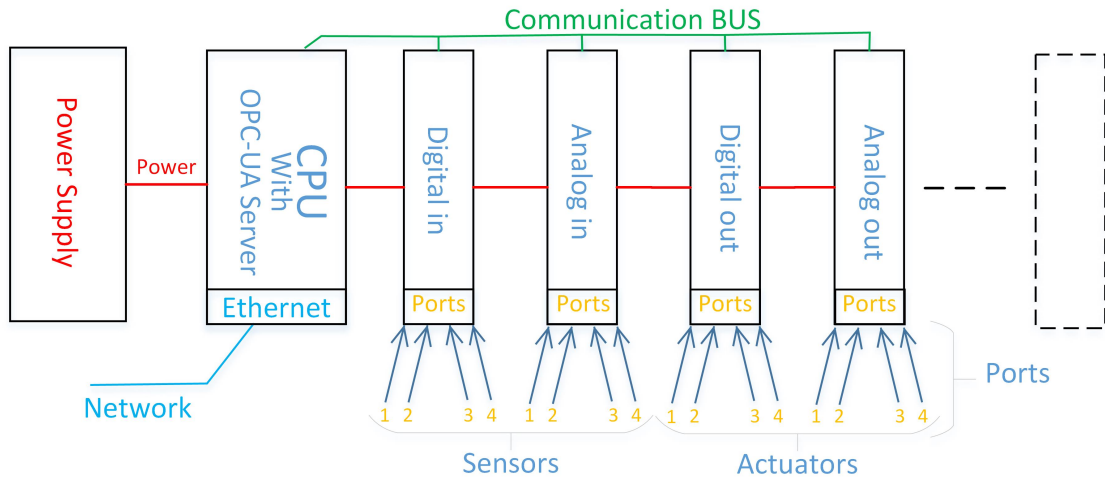 Communication BUS
Power Supply
Power
CPU
With
OPC-UA Server
Digital in
Analog in
Digital out
Analog out
Ethernet
Ports
Ports
Ports
Ports
Network
1 2 3 4
1 2 3 4
1 2 3 4
1 2 3 4
Ports
Sensors
Actuators